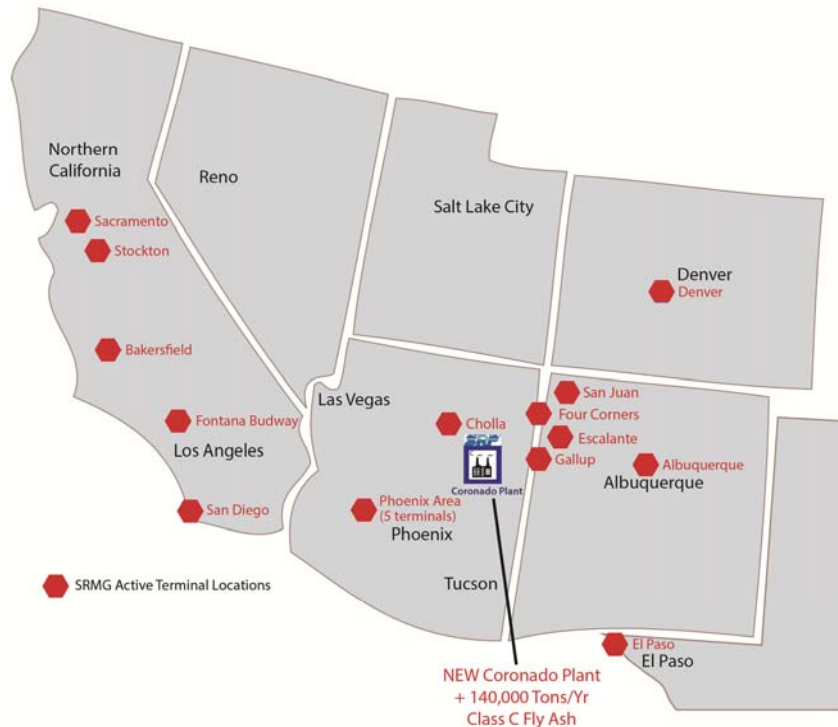 Northern
California
Reno
Salt Lake City
Sacramento
Stockton
Denver
Denver
Bakersfield
San Juan
Las Vegas
Four Corners
Fontana Budway
Cholla
Escalante
SRP
Los Angeles
Gallup
Albuquerque
Albuquerque
Coronado Plant
San Diego
Phoenix Area
(5 terminals)
Phoenix
SRMG Active Terminal Locations
Tucson
El Paso
El Paso
NEW Coronado Plant
+ 140,000 Tons/Yr
Class C Fly Ash